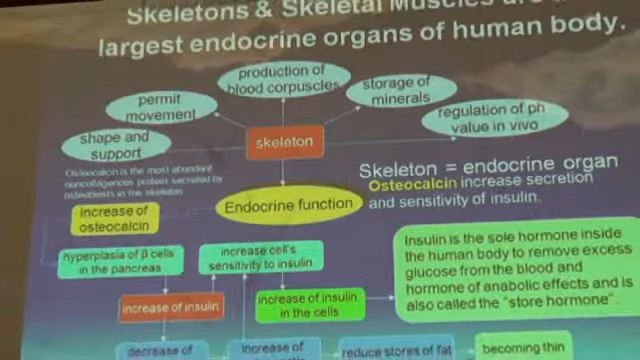 Skeletons & Skeletal Muscles are
largest endocrine organs of human body.
production of
blood corpuscles
storage of
minerals
permit
movement
regulation of ph
value in vivo
shape and
support
skeleton
Skeleton = endocrine organ
Osteocalcin increase secretion
and sensitivity of insulin.
Osteocalcin is the most abundant
noncollagenous protein secreted by
osteoblasts in the skeleton
Endocrine function
Increase of
osteocalcin
hyperplasia of β cells
in the pancreas
increase cell's
sensitivity to insulin
Insulin is the sole hormone inside
the human body to remove excess
glucose from the blood and
hormone of anabolic effects and is
also called the "store hormone".
increase of insulin
increase of insulin
in the cells
decrease of
increase of
reduce stores of fat
becoming thin